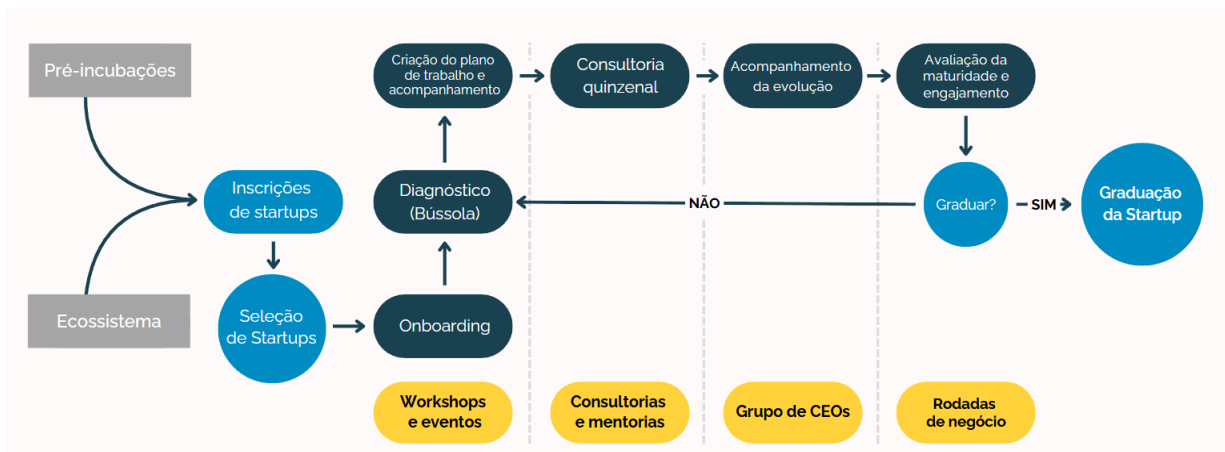 Pré-incubações
Ecossistema
Inscrições
de startups
Seleção
de Startups
Onboarding
Diagnóstico
(Bússola)
Criação do plano
de trabalho e
acompanhamento
Consultoria
quinzenal
Acompanhamento
da evolução
Avaliação da
maturidade e
engajamento
Graduar?
NÃO
SIM
Graduação
da Startup
Workshops
e eventos
Consultorias
e mentorias
Grupo de CEOs
Rodadas
de negócio